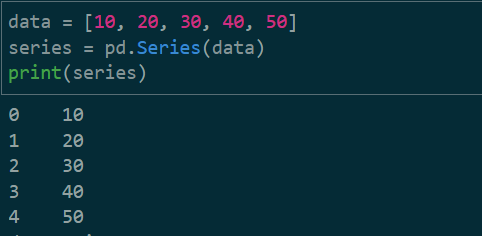 data = [10, 20, 30, 40, 50]
series = pd.Series(data)
print(series)
0    10
1    20
2    30
3    40
4    50